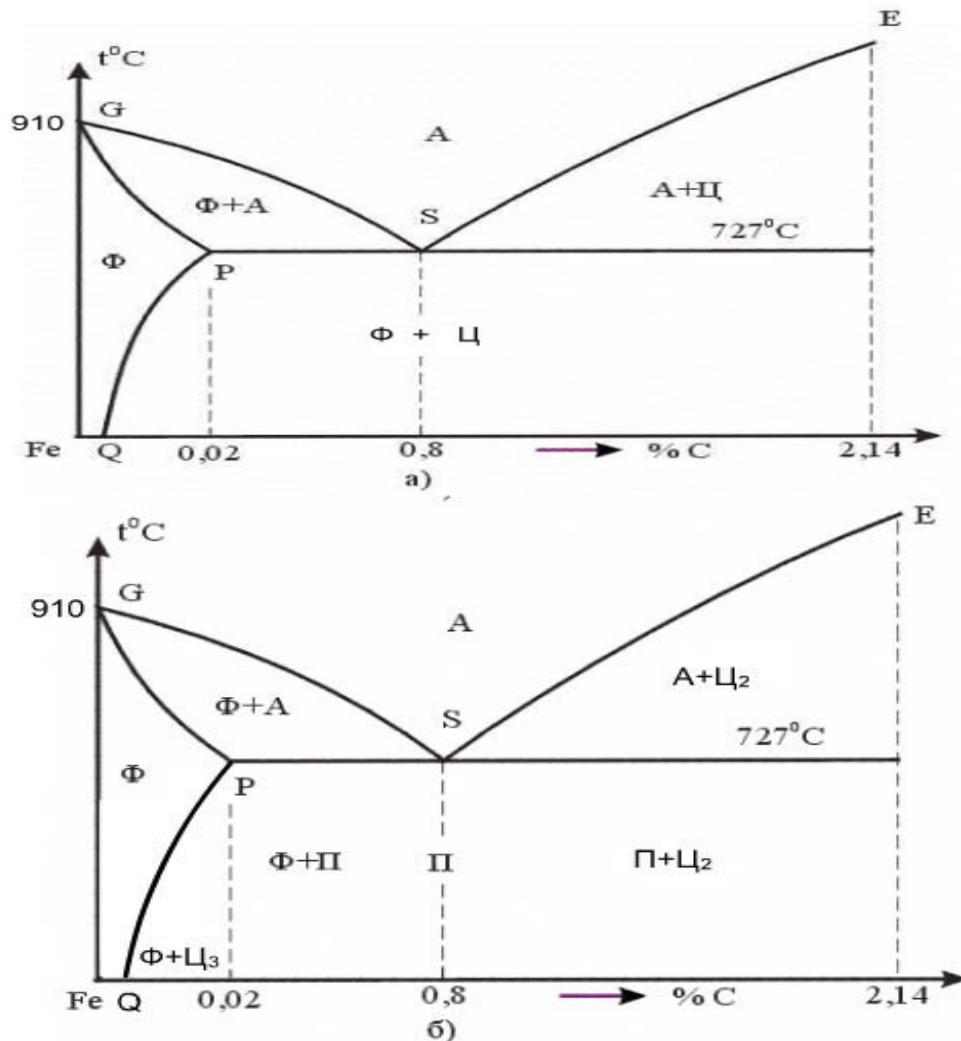 E
t°C
G
910
A
Ф+А
А+Ц
S
727°C
Ф
P
Ф + Ц
Fe Q 0,02 0,8 % C 2,14
а)
E
t°C
G
910
A
А+Ц₂
Ф+А
S
727°C
Ф
P
Ф+П П П+Ц₂
Ф+Ц₃
Fe Q 0,02 0,8 % C 2,14
б)